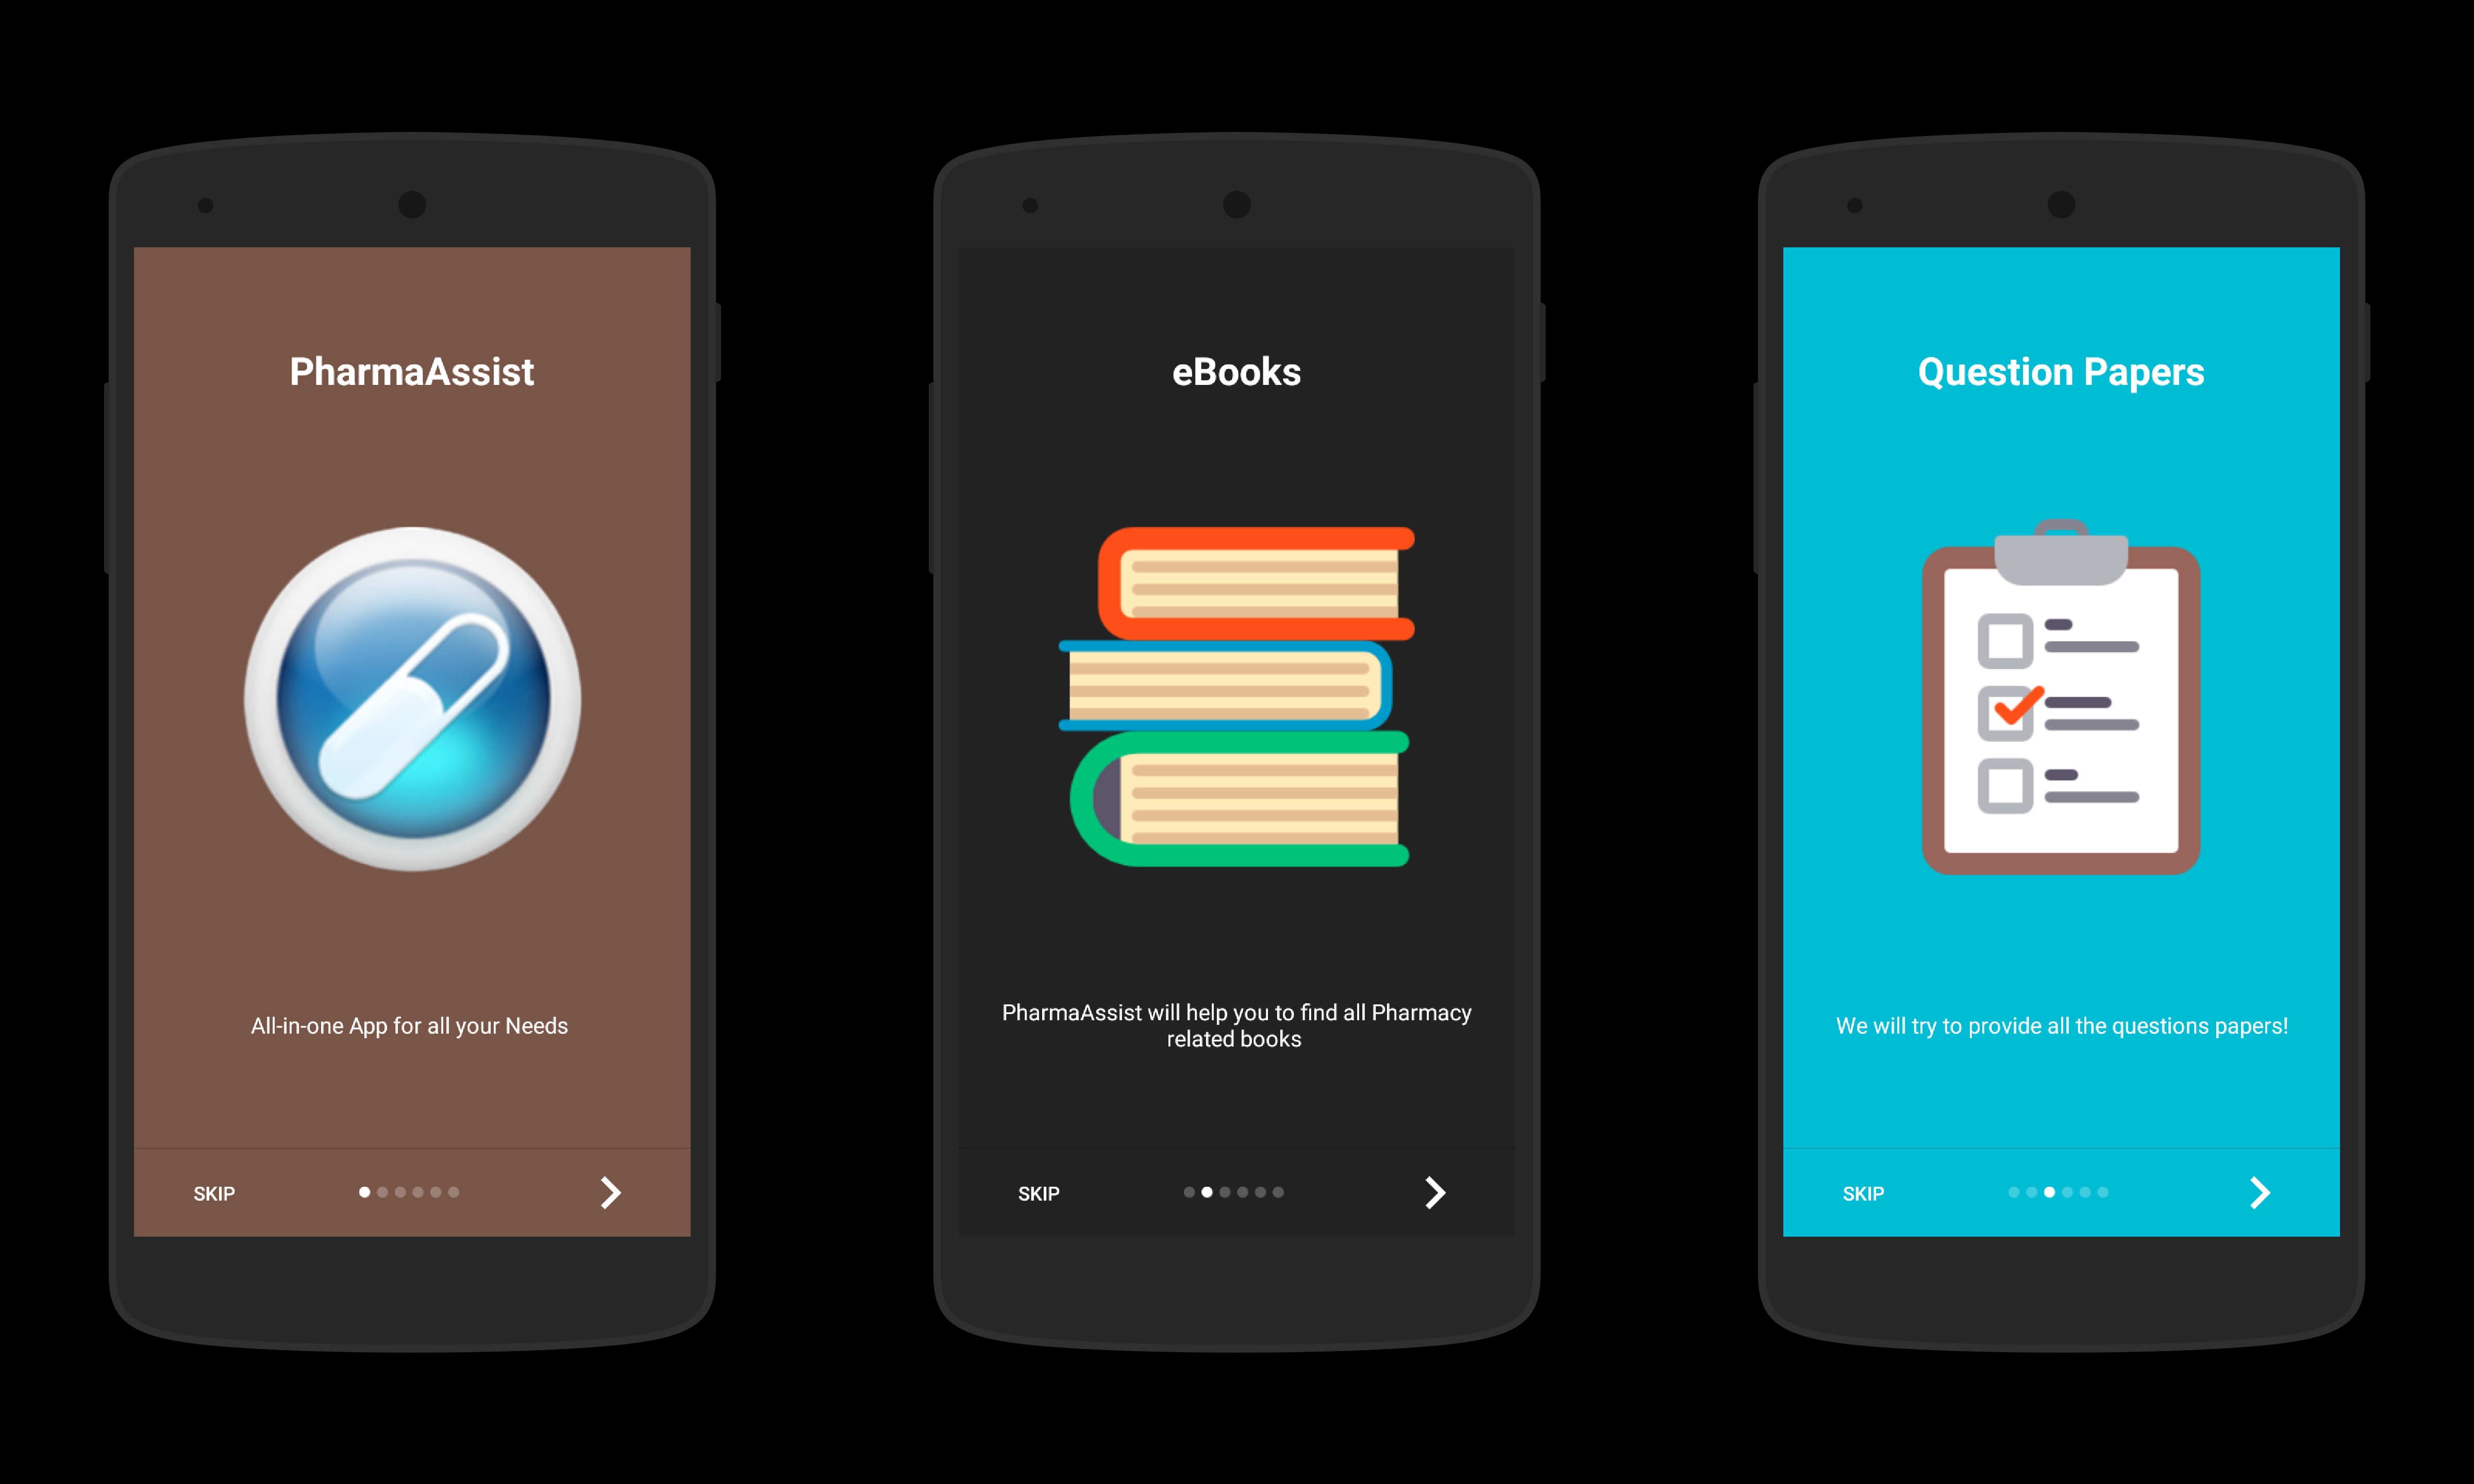 PharmaAssist
All-in-one App for all your Needs
SKIP
eBooks
PharmaAssist will help you to find all Pharmacy
related books
SKIP
Question Papers
We will try to provide all the questions papers!
SKIP